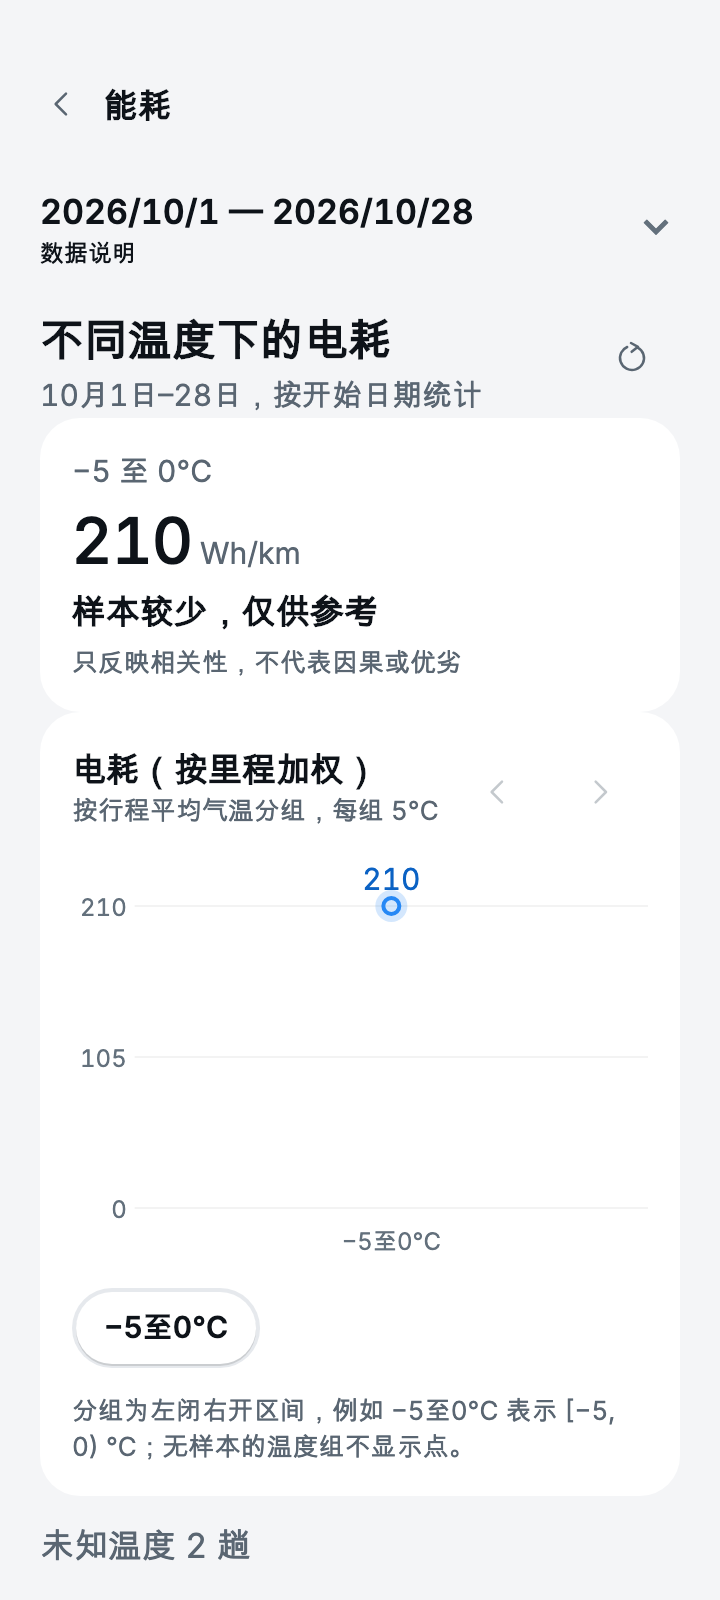 能耗
2026/10/1 — 2026/10/28
数据说明
不同温度下的电耗
10月1日–28日，按开始日期统计
−5 至 0°C
210 Wh/km
样本较少，仅供参考
只反映相关性，不代表因果或优劣
电耗（按里程加权）
按行程平均气温分组，每组 5°C
210
210
105
0
−5至0°C
−5至0°C
分组为左闭右开区间，例如 −5至0°C 表示 [−5,
0) °C；无样本的温度组不显示点。
未知温度 2 趟